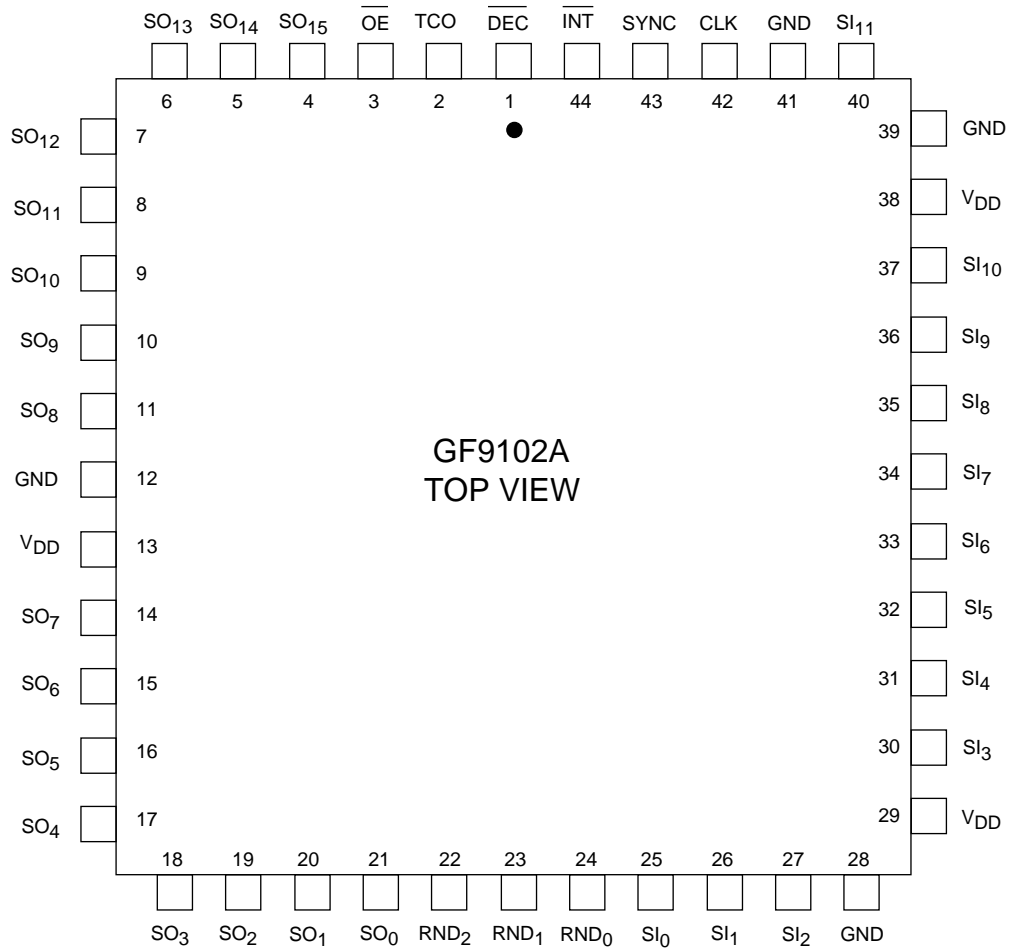 SO13 SO14 SO15 O̅E̅ TCO D̅E̅C̅ I̅N̅T̅ SYNC CLK GND SI11
6 5 4 3 2 1 44 43 42 41 40
SO12 7 39 GND
SO11 8 38 VDD
SO10 9 37 SI10
SO9 10 36 SI9
SO8 11 35 SI8
GF9102A
TOP VIEW
GND 12 34 SI7
VDD 13 33 SI6
SO7 14 32 SI5
SO6 15 31 SI4
SO5 16 30 SI3
SO4 17 29 VDD
18 19 20 21 22 23 24 25 26 27 28
SO3 SO2 SO1 SO0 RND2 RND1 RND0 SI0 SI1 SI2 GND